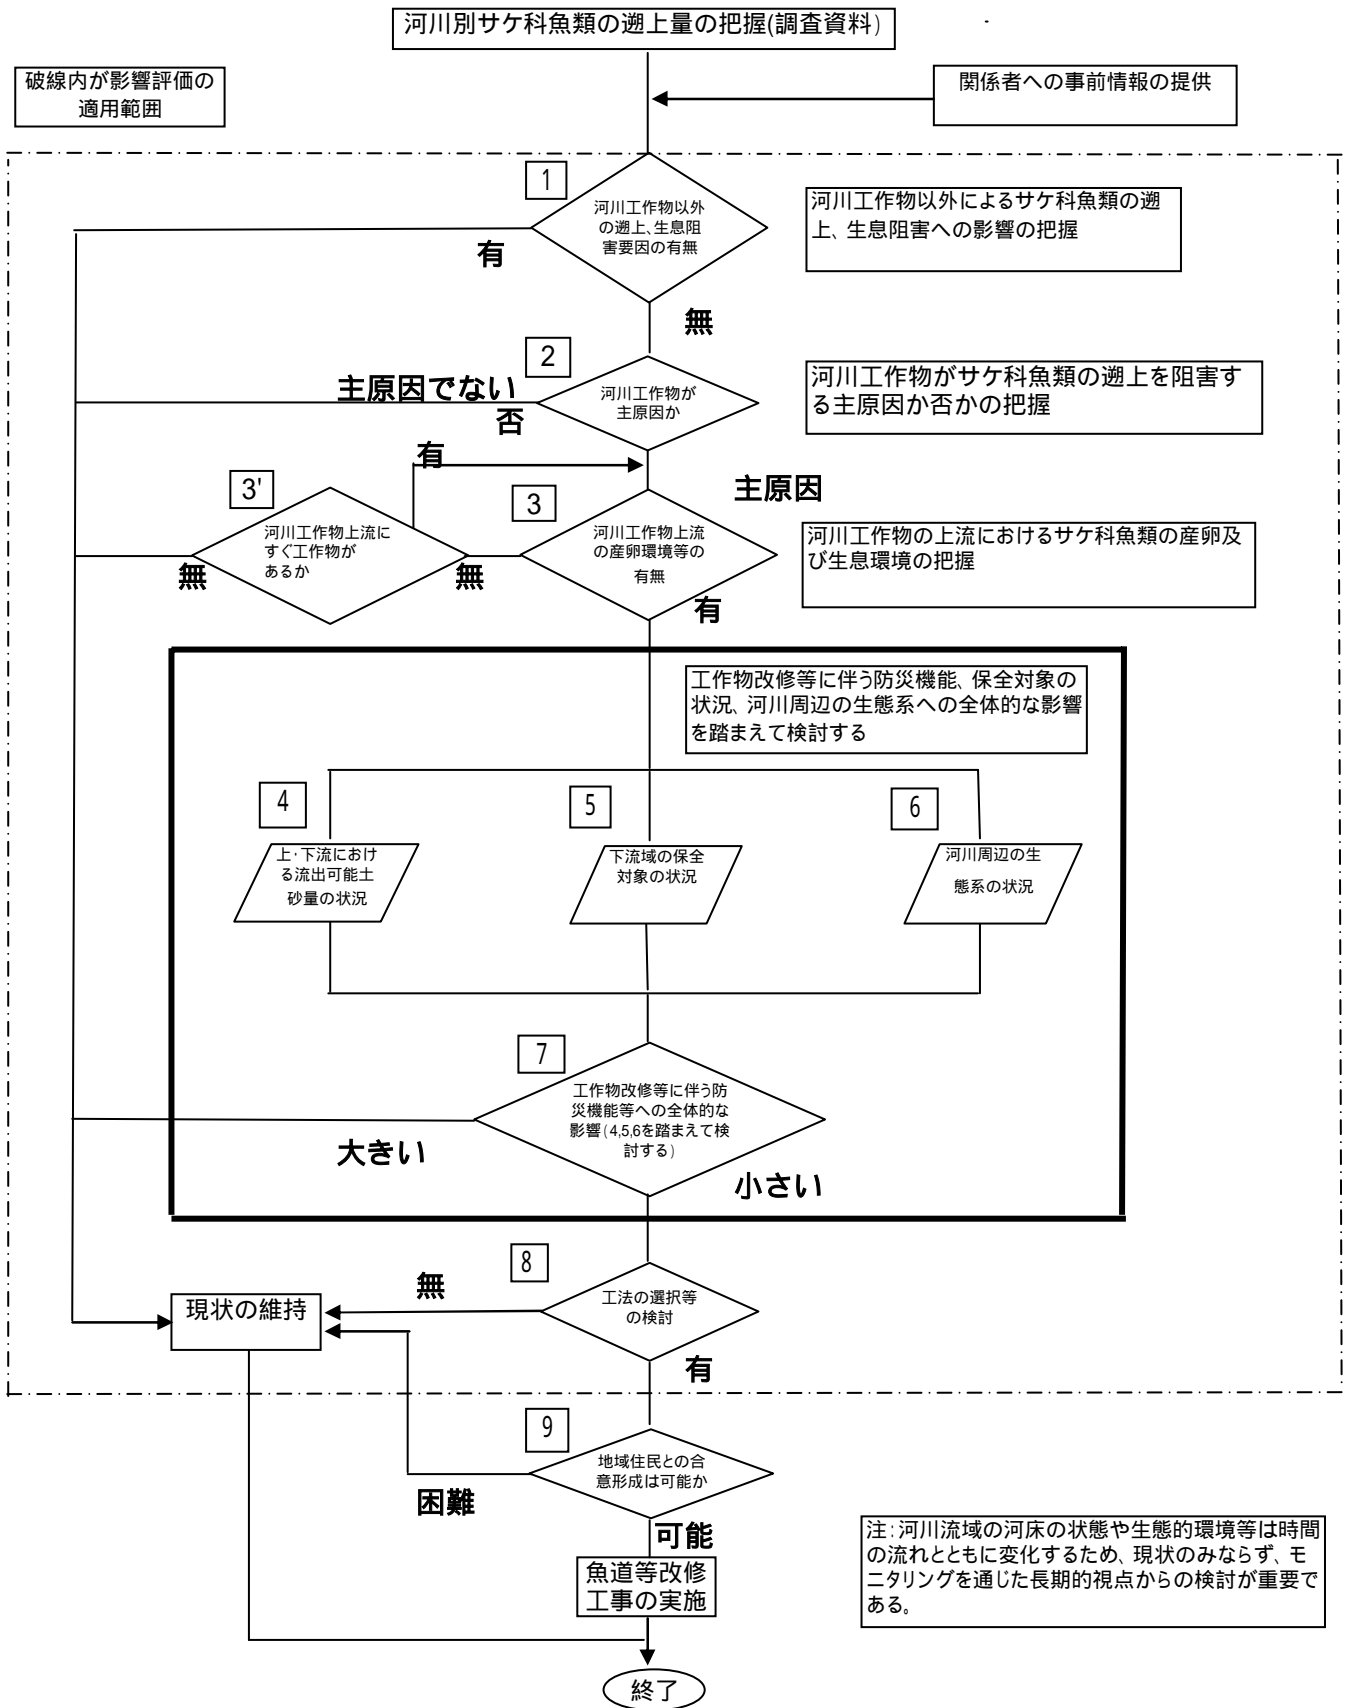 河川別サケ科魚類の遡上量の把握(調査資料)
破線内が影響評価の
適用範囲
関係者への事前情報の提供
1
河川工作物以外
の遡上、生息阻
害要因の有無
河川工作物以外によるサケ科魚類の遡
上、生息阻害への影響の把握
有
無
2
主原因でない
否
河川工作物が
主原因か
河川工作物がサケ科魚類の遡上を阻害す
る主原因か否かの把握
有
主原因
3'
河川工作物上流に
すぐ工作物が
あるか
無
無
3
河川工作物上流
の産卵環境等の
有無
河川工作物の上流におけるサケ科魚類の産卵及
び生息環境の把握
有
工作物改修等に伴う防災機能、保全対象の
状況、河川周辺の生態系への全体的な影響
を踏まえて検討する
4
上・下流におけ
る流出可能土
砂量の状況
5
下流域の保全
対象の状況
6
河川周辺の生
態系の状況
7
工作物改修等に伴う防
災機能等への全体的な
影響(4,5,6を踏まえて検
討する)
大きい
小さい
8
工法の選択等
の検討
無
現状の維持
有
9
地域住民との合
意形成は可能か
困難
可能
魚道等改修
工事の実施
注:河川流域の河床の状態や生態的環境等は時間
の流れとともに変化するため、現状のみならず、モ
ニタリングを通じた長期的視点からの検討が重要で
ある。
終了